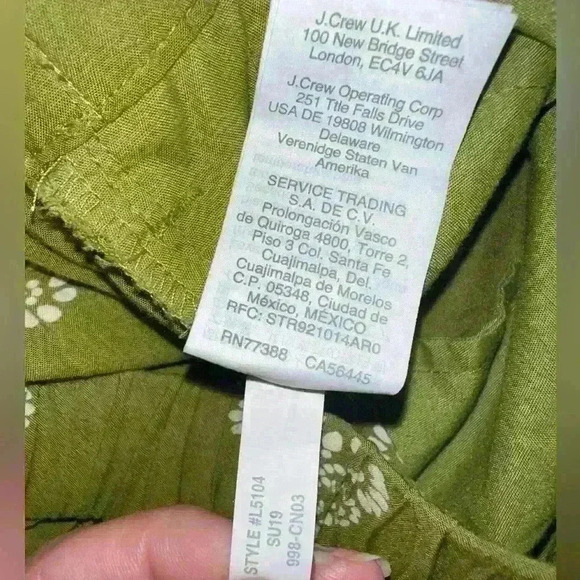 J.Crew U.K. Limited
100 New Bridge Street
London, EC4V 6JA
J.Crew Operating Corp
251 Ttle Falls Drive
USA DE 19808 Wilmington
Delaware
Verenidge Staten Van
Amerika
SERVICE TRADING
S.A. DE C.V.
Prolongación Vasco
de Quiroga 4800, Torre 2,
Piso 3 Col. Santa Fe
Cuajimalpa, Del.
Cuajimalpa de Morelos
C.P. 05348, Ciudad de
México, MÉXICO
RFC: STR921014AR0
RN77388 CA56445
STYLE #L5104
SU19
998-CN03